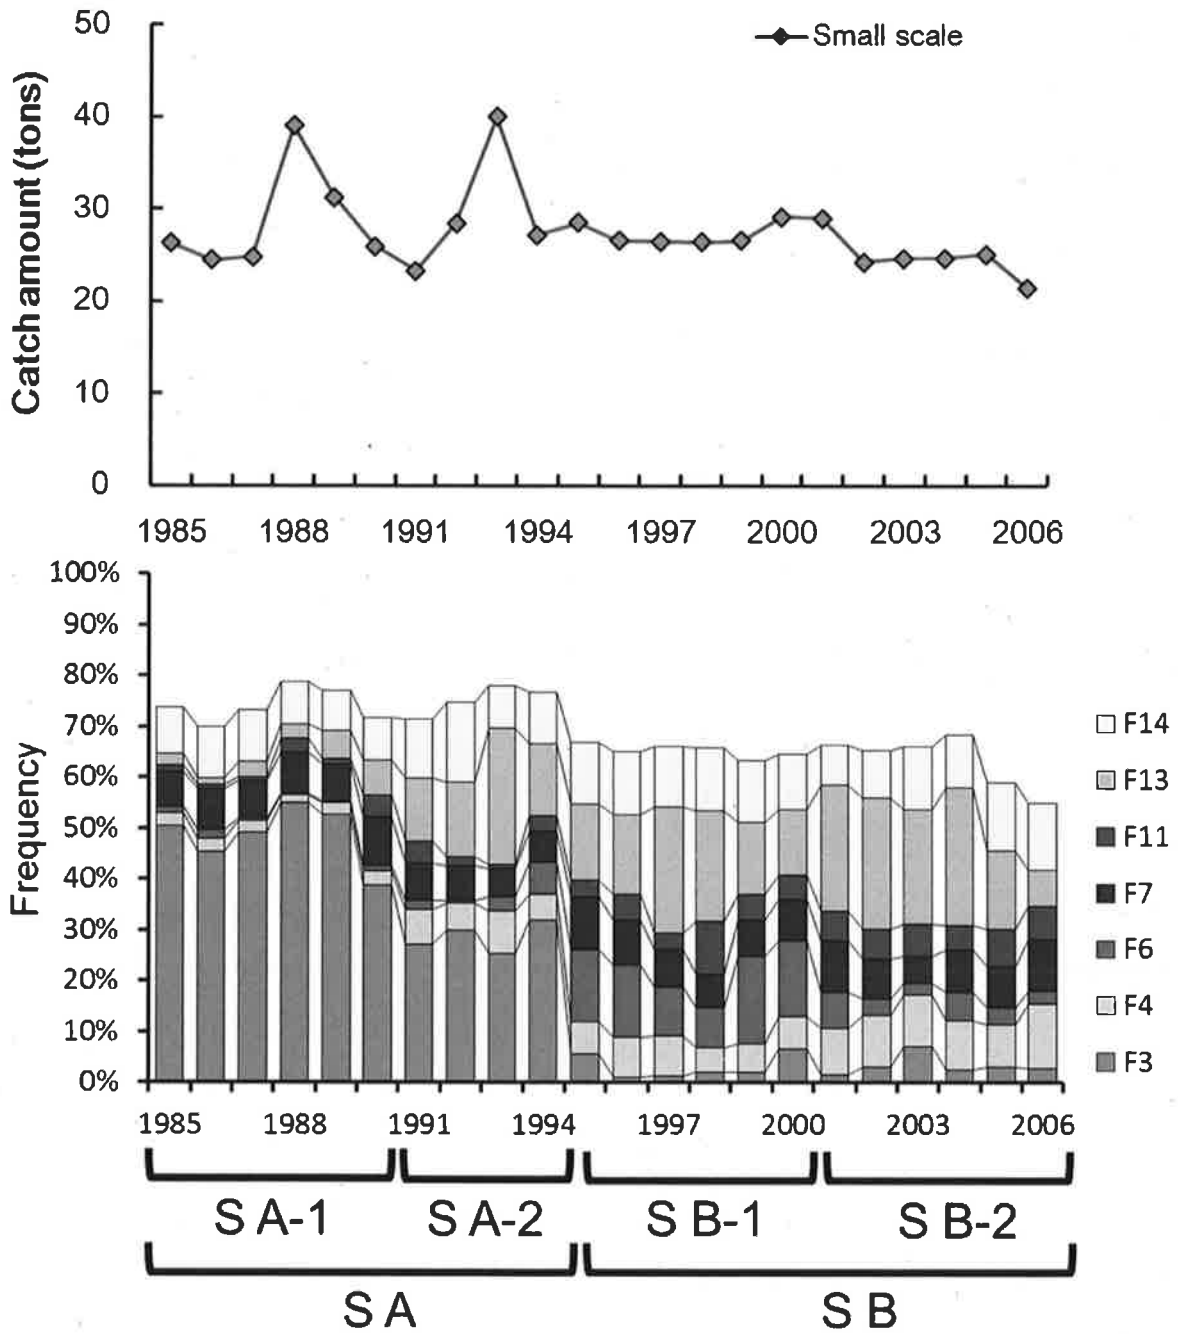 50
Small scale
40
30
20
10
0
Catch amount (tons)
1985 1988 1991 1994 1997 2000 2003 2006
100%
90%
80%
70%
60%
50%
40%
30%
20%
10%
0%
Frequency
F14
F13
F11
F7
F6
F4
F3
1985 1988 1991 1994 1997 2000 2003 2006
S A-1 S A-2 S B-1 S B-2
S A S B